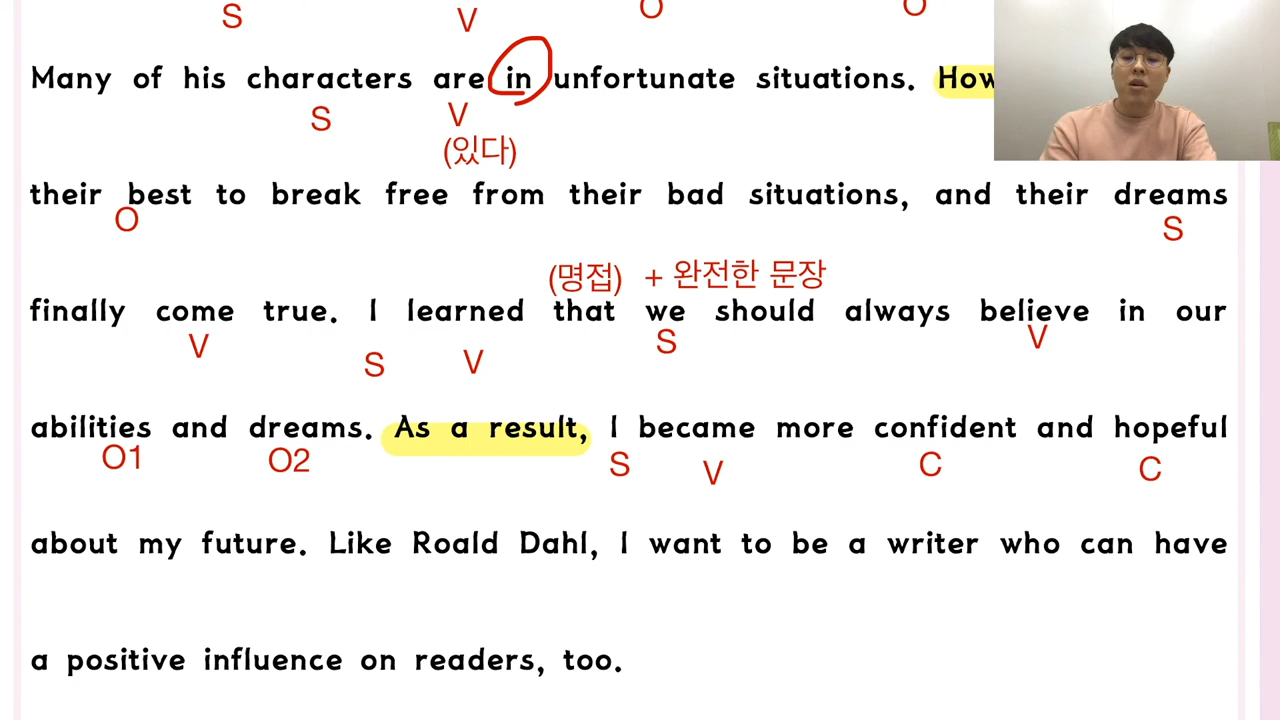 S V O O
Many of his characters are in unfortunate situations. How
S V
(있다)
their best to break free from their bad situations, and their dreams
O S
(명접) + 완전한 문장
finally come true. I learned that we should always believe in our
V S V S V
abilities and dreams. As a result, I became more confident and hopeful
O1 O2 S V C C
about my future. Like Roald Dahl, I want to be a writer who can have
a positive influence on readers, too.